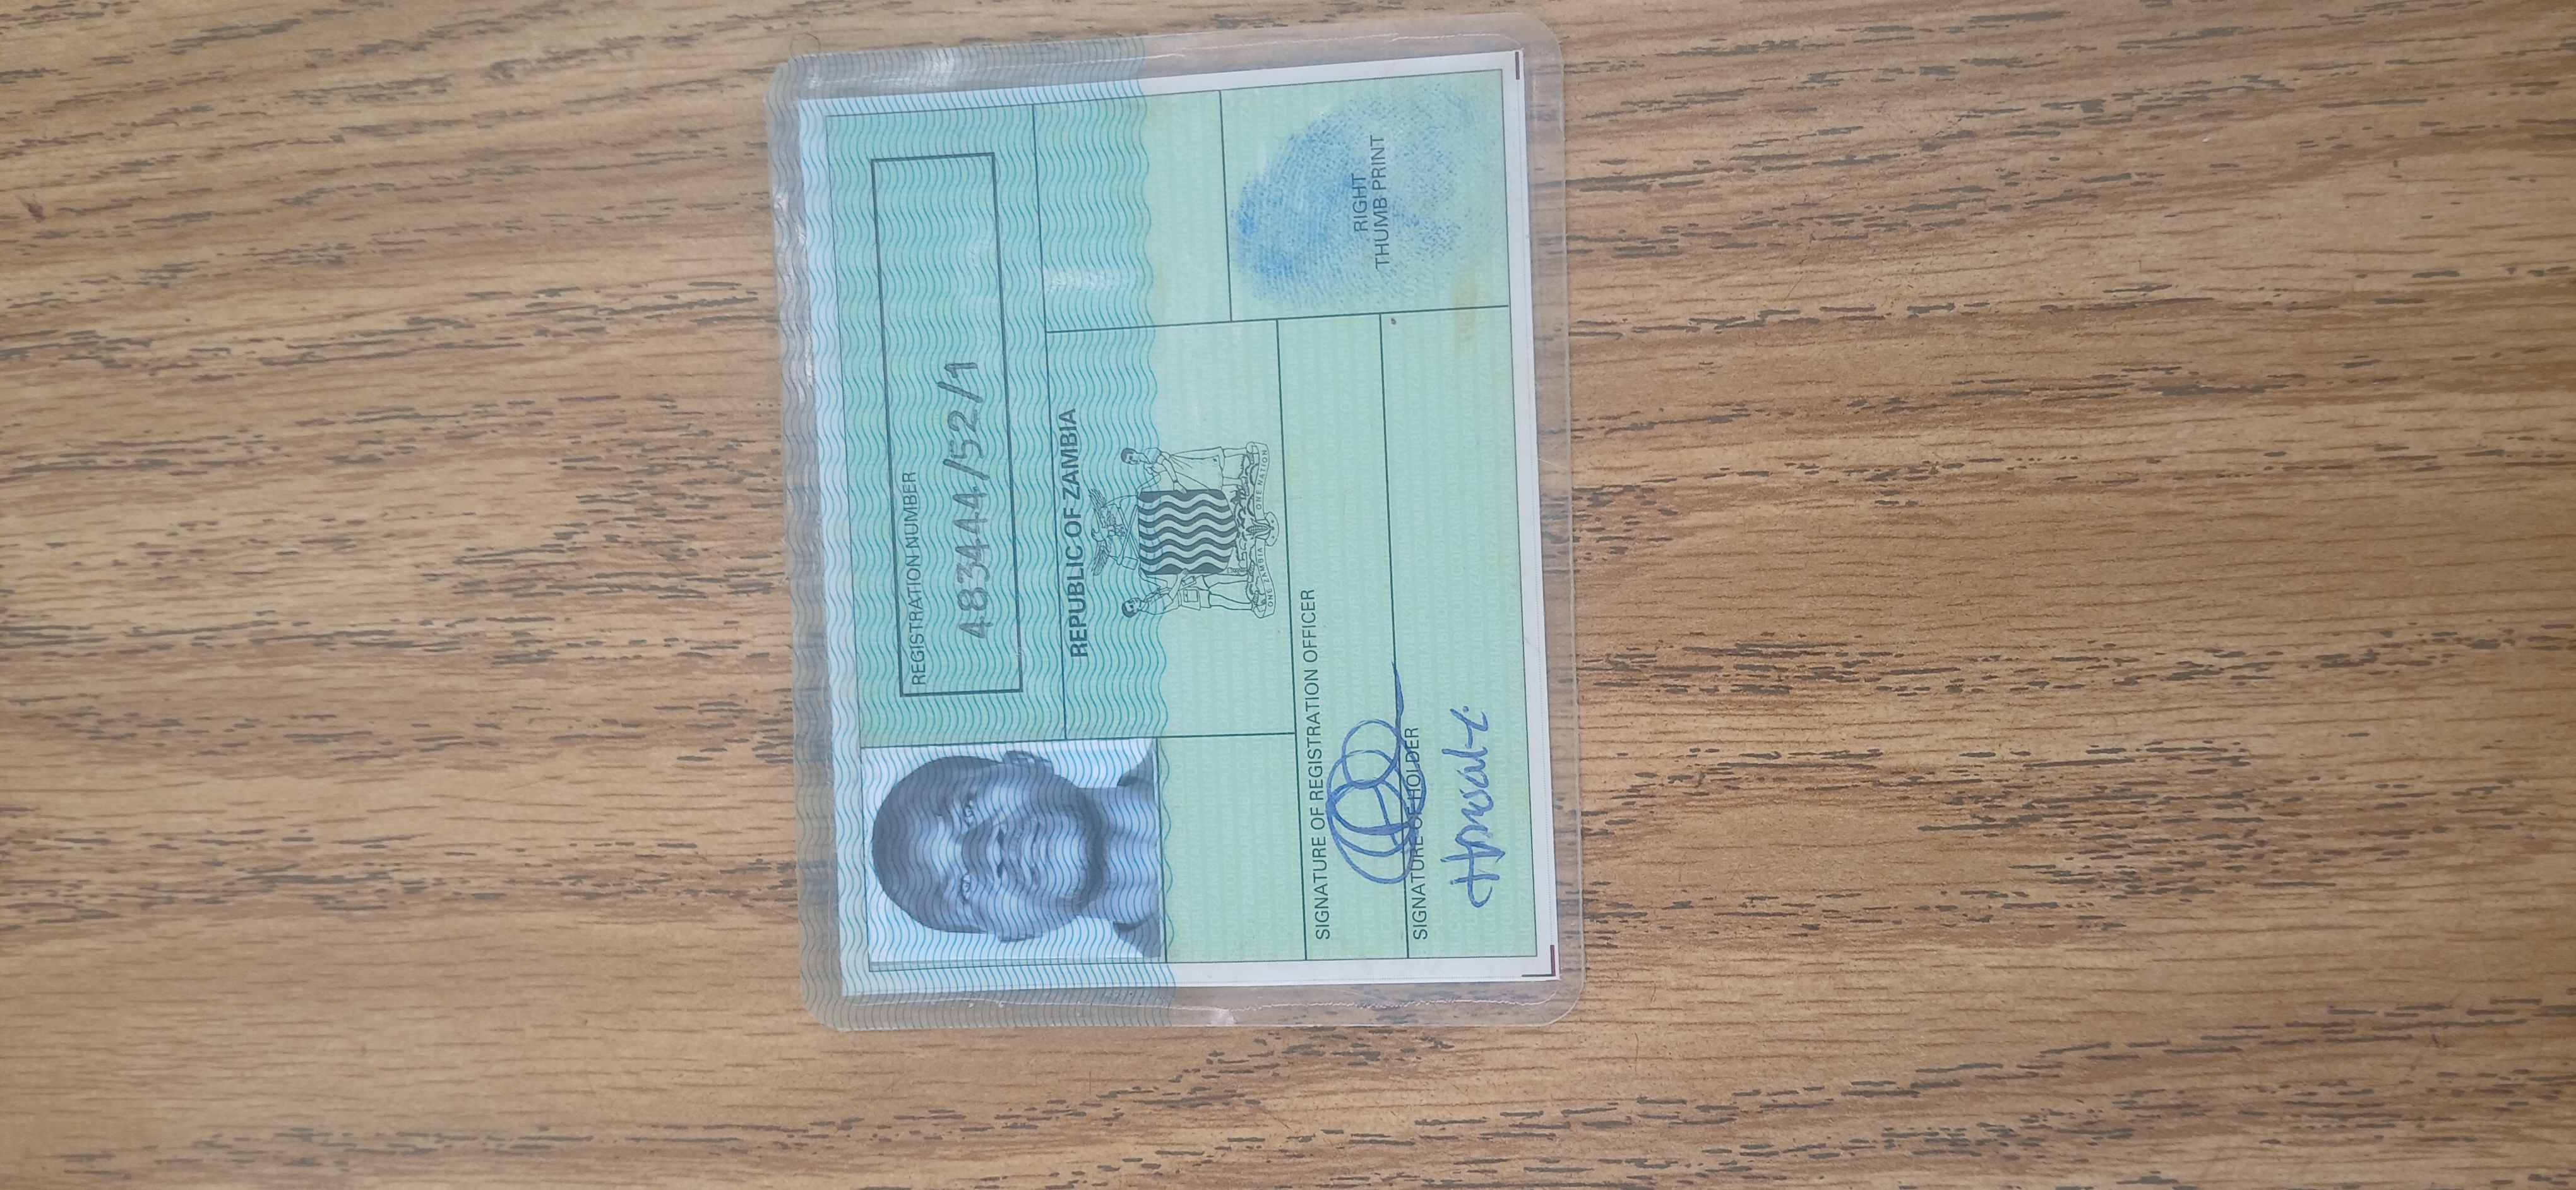 REGISTRATION NUMBER
483444/52/1
REPUBLIC OF ZAMBIA
ONE ZAMBIA ONE NATION
SIGNATURE OF REGISTRATION OFFICER
SIGNATURE OF HOLDER
RIGHT
THUMB PRINT